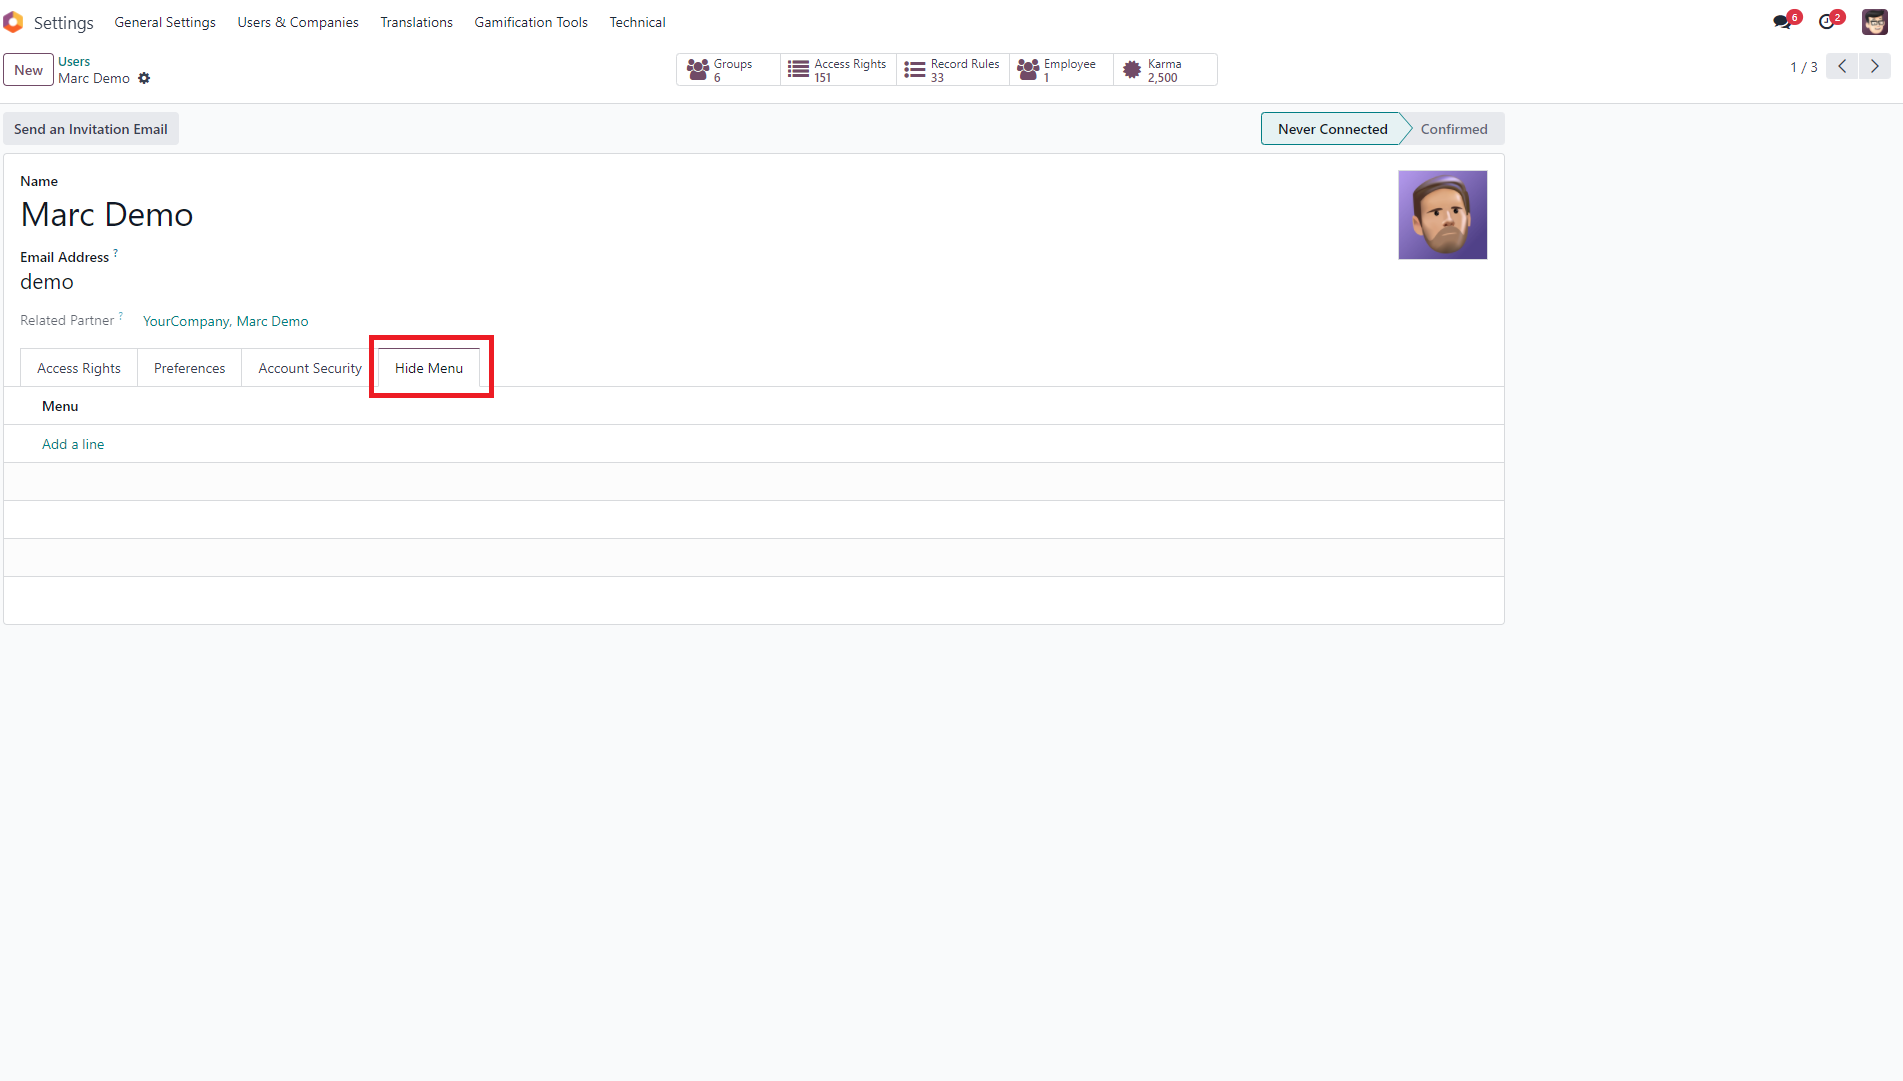 Settings General Settings Users & Companies Translations Gamification Tools Technical 6 2
New Users
Marc Demo
Groups
6
Access Rights
151
Record Rules
33
Employee
1
Karma
2,500
1 / 3
Send an Invitation Email
Never Connected Confirmed
Name
Marc Demo
Email Address ?
demo
Related Partner ? YourCompany, Marc Demo
Access Rights Preferences Account Security Hide Menu
Menu
Add a line